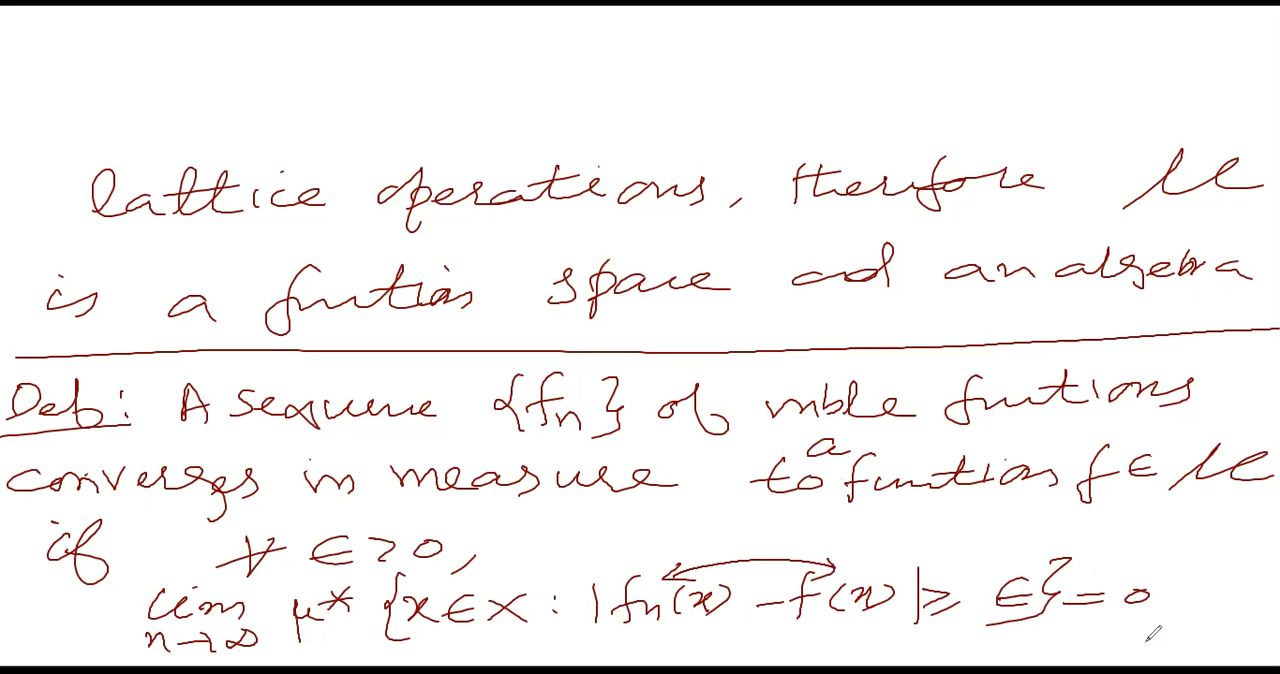 lattice operations, therefore M
is a function space and an algebra
Def: A sequence {fn} of mble functions
converges in measure to a function f ∈ M
if ∀ ∈ > 0,
lim n→∞ μ* {x ∈ X : |fn(x) - f(x)| ≥ ∈} = 0